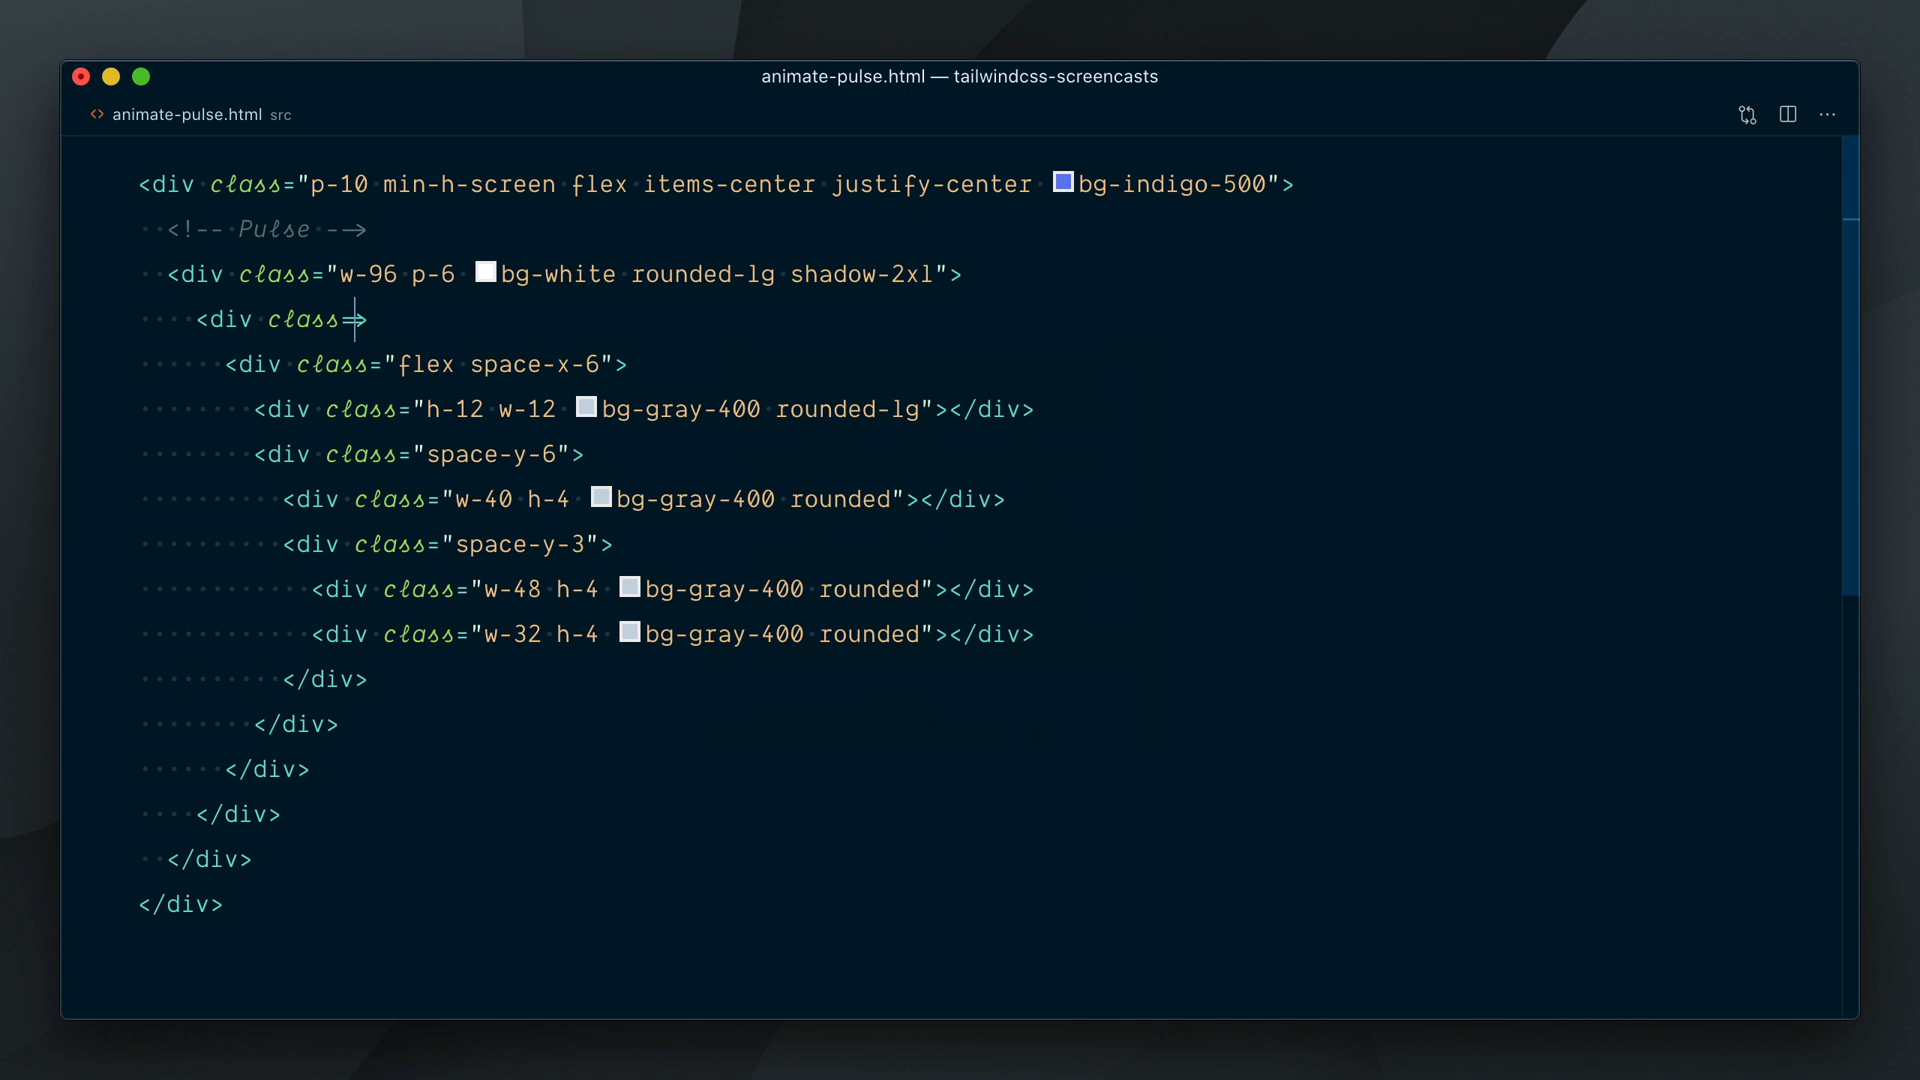 animate-pulse.html — tailwindcss-screencasts
animate-pulse.html src
<div class="p-10 min-h-screen flex items-center justify-center bg-indigo-500">
  <!-- Pulse -->
  <div class="w-96 p-6 bg-white rounded-lg shadow-2xl">
    <div class=>
      <div class="flex space-x-6">
        <div class="h-12 w-12 bg-gray-400 rounded-lg"></div>
        <div class="space-y-6">
          <div class="w-40 h-4 bg-gray-400 rounded"></div>
          <div class="space-y-3">
            <div class="w-48 h-4 bg-gray-400 rounded"></div>
            <div class="w-32 h-4 bg-gray-400 rounded"></div>
          </div>
        </div>
      </div>
    </div>
  </div>
</div>